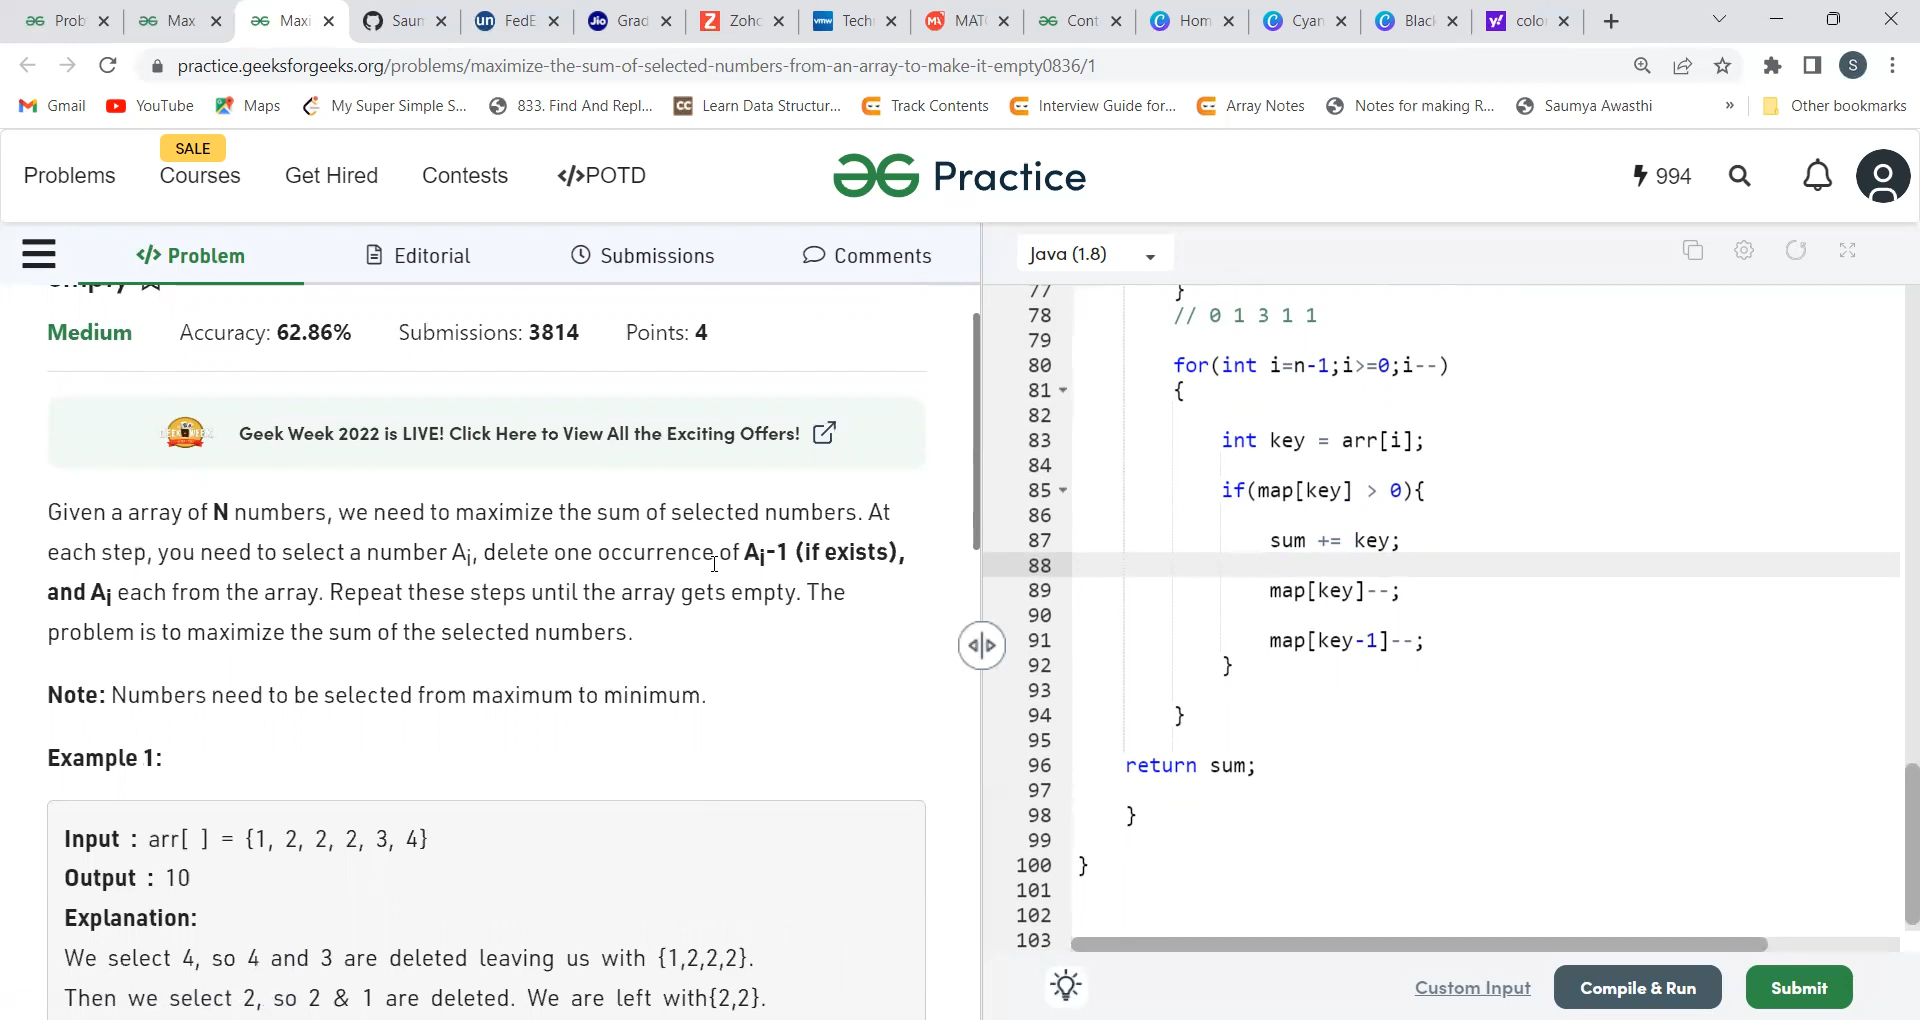 Prob
Max
Maxi
Saum
FedE
Grad
Zoho
Tech
MAT
Cont
Hom
Cyan
Blac
colo
practice.geeksforgeeks.org/problems/maximize-the-sum-of-selected-numbers-from-an-array-to-make-it-empty0836/1
S
Gmail
YouTube
Maps
My Super Simple S...
833. Find And Repl...
Learn Data Structur...
Track Contents
Interview Guide for...
Array Notes
Notes for making R...
Saumya Awasthi
»
Other bookmarks
SALE
Problems
Courses
Get Hired
Contests
</>POTD
Practice
994
</> Problem
Editorial
Submissions
Comments
Java (1.8)
empty
Medium Accuracy: 62.86% Submissions: 3814 Points: 4
Geek Week 2022 is LIVE! Click Here to View All the Exciting Offers!
Given a array of N numbers, we need to maximize the sum of selected numbers. At
each step, you need to select a number Ai, delete one occurrence of Ai-1 (if exists),
and Ai each from the array. Repeat these steps until the array gets empty. The
problem is to maximize the sum of the selected numbers.
Note: Numbers need to be selected from maximum to minimum.
Example 1:
Input : arr[ ] = {1, 2, 2, 2, 3, 4}
Output : 10
Explanation:
We select 4, so 4 and 3 are deleted leaving us with {1,2,2,2}.
Then we select 2, so 2 & 1 are deleted. We are left with{2,2}.
77 }
78 // 0 1 3 1 1
79
80 for(int i=n-1;i>=0;i--)
81 {
82
83 int key = arr[i];
84
85 if(map[key] > 0){
86
87 sum += key;
88
89 map[key]--;
90
91 map[key-1]--;
92 }
93
94 }
95
96 return sum;
97
98 }
99
100 }
101
102
103
Custom Input
Compile & Run
Submit